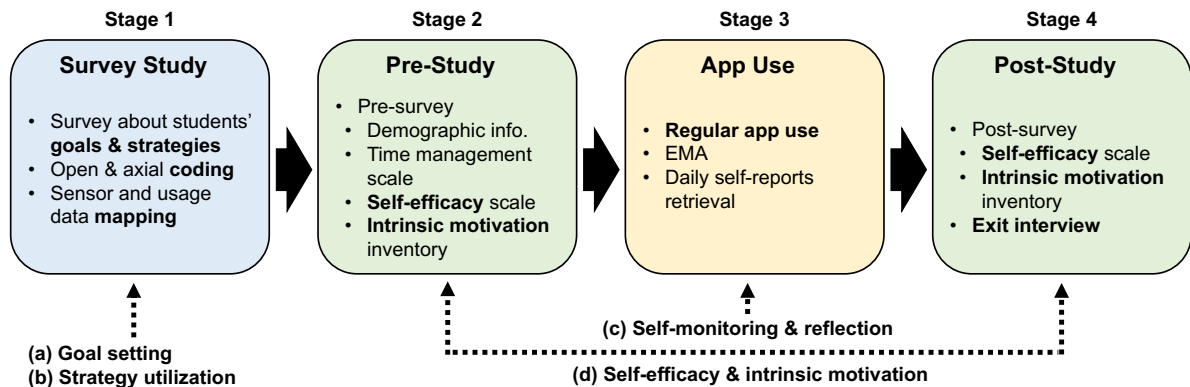 Stage 1
Survey Study
• Survey about students'
goals & strategies
• Open & axial coding
• Sensor and usage
data mapping
Stage 2
Pre-Study
• Pre-survey
• Demographic info.
• Time management
scale
• Self-efficacy scale
• Intrinsic motivation
inventory
Stage 3
App Use
• Regular app use
• EMA
• Daily self-reports
retrieval
Stage 4
Post-Study
• Post-survey
• Self-efficacy scale
• Intrinsic motivation
inventory
• Exit interview
(a) Goal setting
(b) Strategy utilization
(c) Self-monitoring & reflection
(d) Self-efficacy & intrinsic motivation